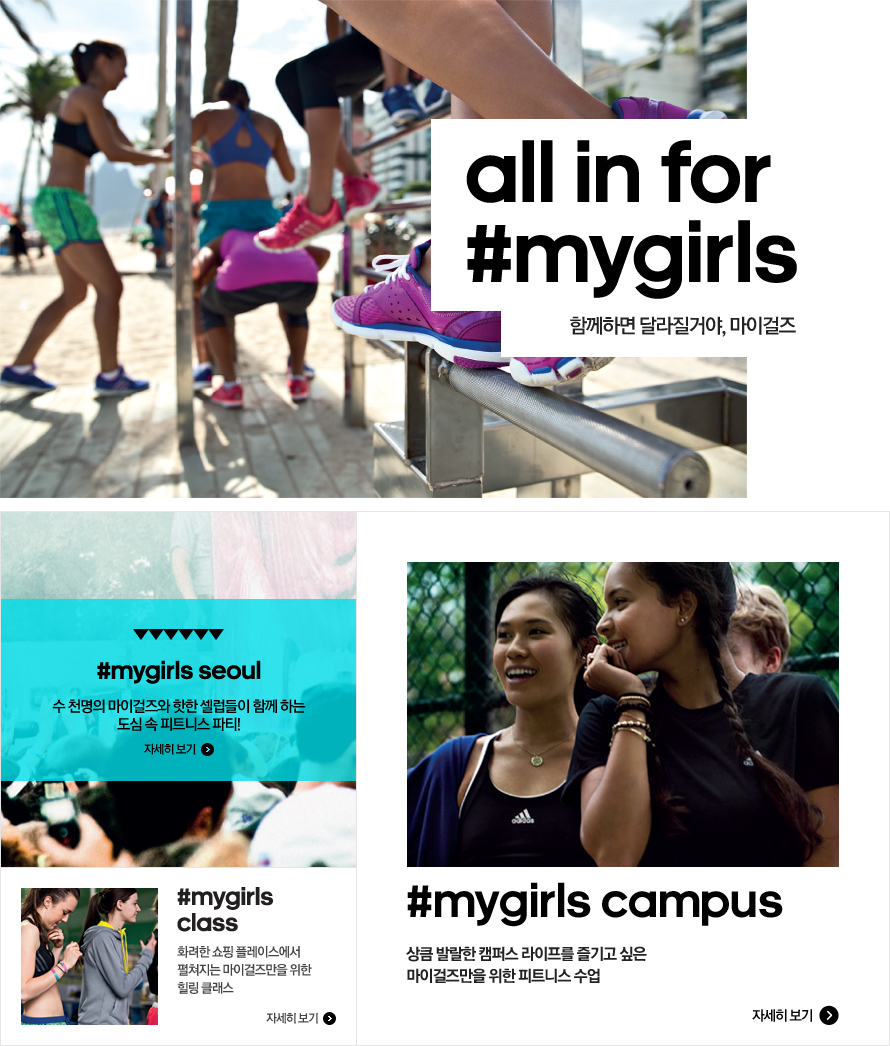 all in for
#mygirls
함께하면 달라질거야, 마이걸즈
#mygirls seoul
수 천명의 마이걸즈와 핫한 셀럽들이 함께 하는
도심 속 피트니스 파티!
자세히 보기
#mygirls
class
화려한 쇼핑 플레이스에서
펼쳐지는 마이걸즈만을 위한
힐링 클래스
자세히 보기
adidas
#mygirls campus
상큼 발랄한 캠퍼스 라이프를 즐기고 싶은
마이걸즈만을 위한 피트니스 수업
자세히 보기